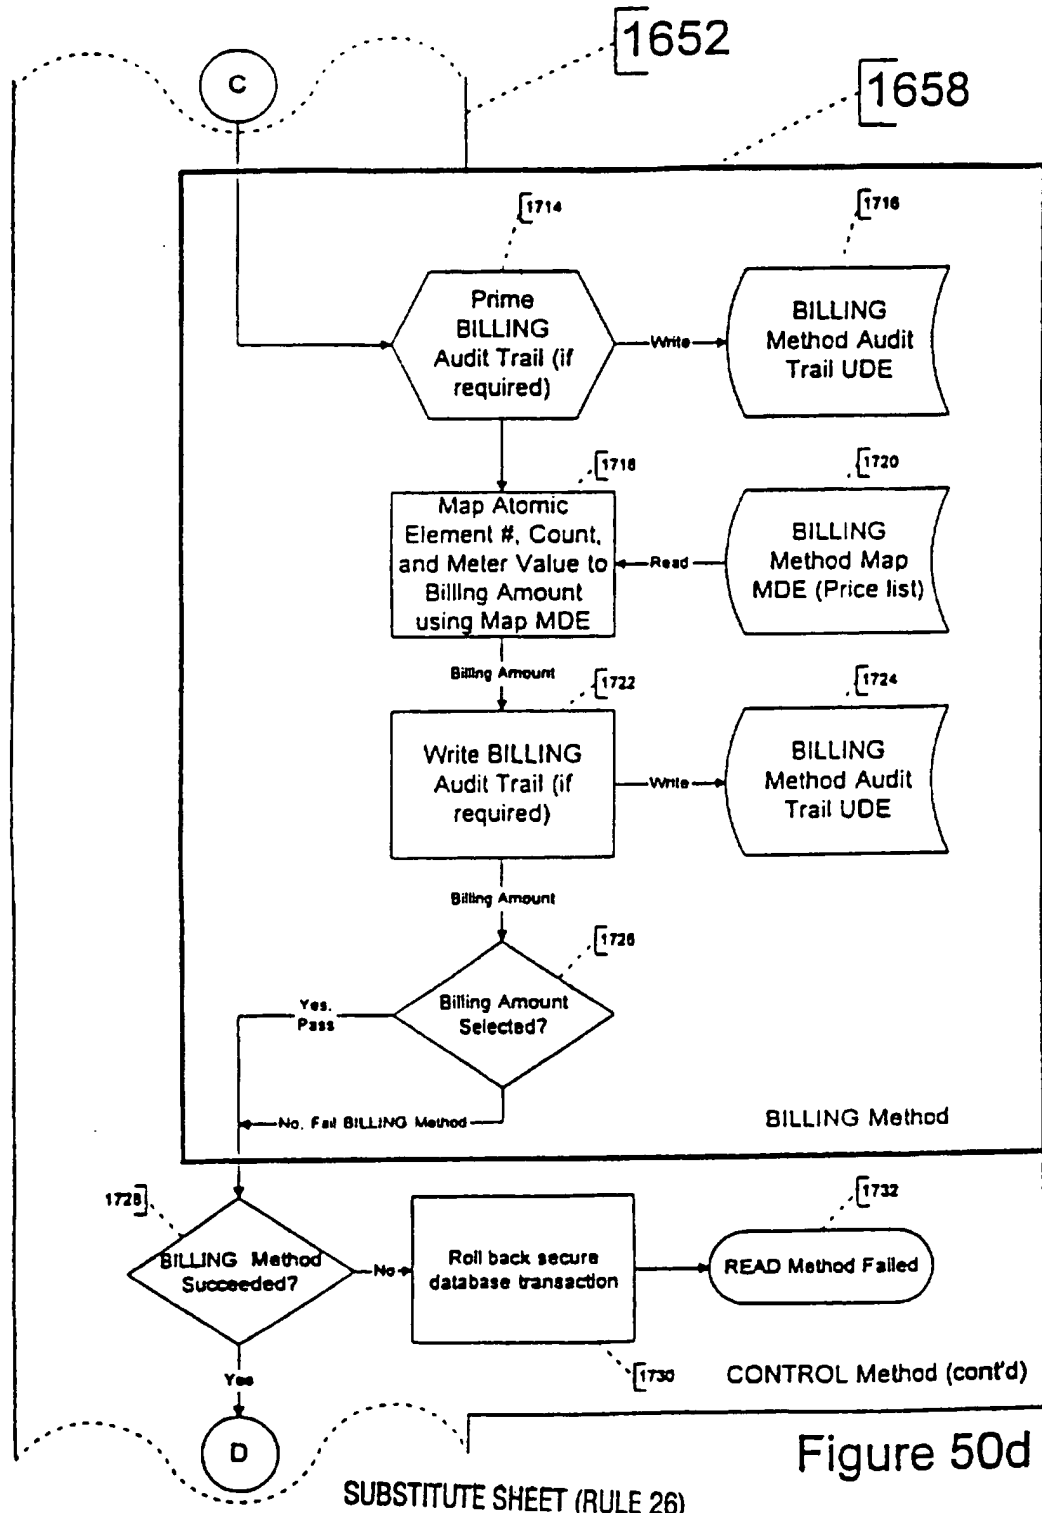 1652
C
1658
1714
1716
Prime
BILLING
Audit Trail (if
required)
Write
BILLING
Method Audit
Trail UDE
1718
1720
Map Atomic
Element #, Count,
and Meter Value to
Billing Amount
using Map MDE
Read
BILLING
Method Map
MDE (Price list)
Billing Amount
1722
1724
Write BILLING
Audit Trail (if
required)
Write
BILLING
Method Audit
Trail UDE
Billing Amount
1726
Billing Amount
Selected?
Yes,
Pass
No, Fail BILLING Method
BILLING Method
1728
1732
BILLING Method
Succeeded?
No
Roll back secure
database transaction
READ Method Failed
Yes
1730
CONTROL Method (cont'd)
D
Figure 50d
SUBSTITUTE SHEET (RULE 26)